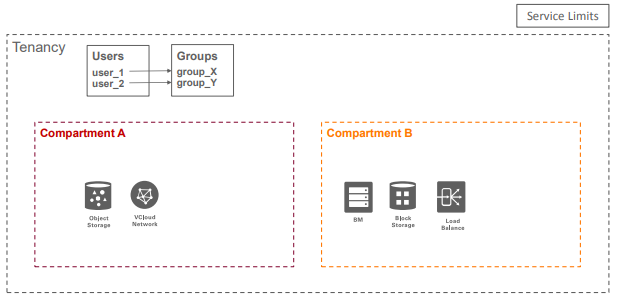 Service Limits
Tenancy
Users
Groups
user_1
group_X
user_2
group_Y
Compartment A
Compartment B
Object
Storage
VCloud
Network
BM
Block
Storage
Load
Balance